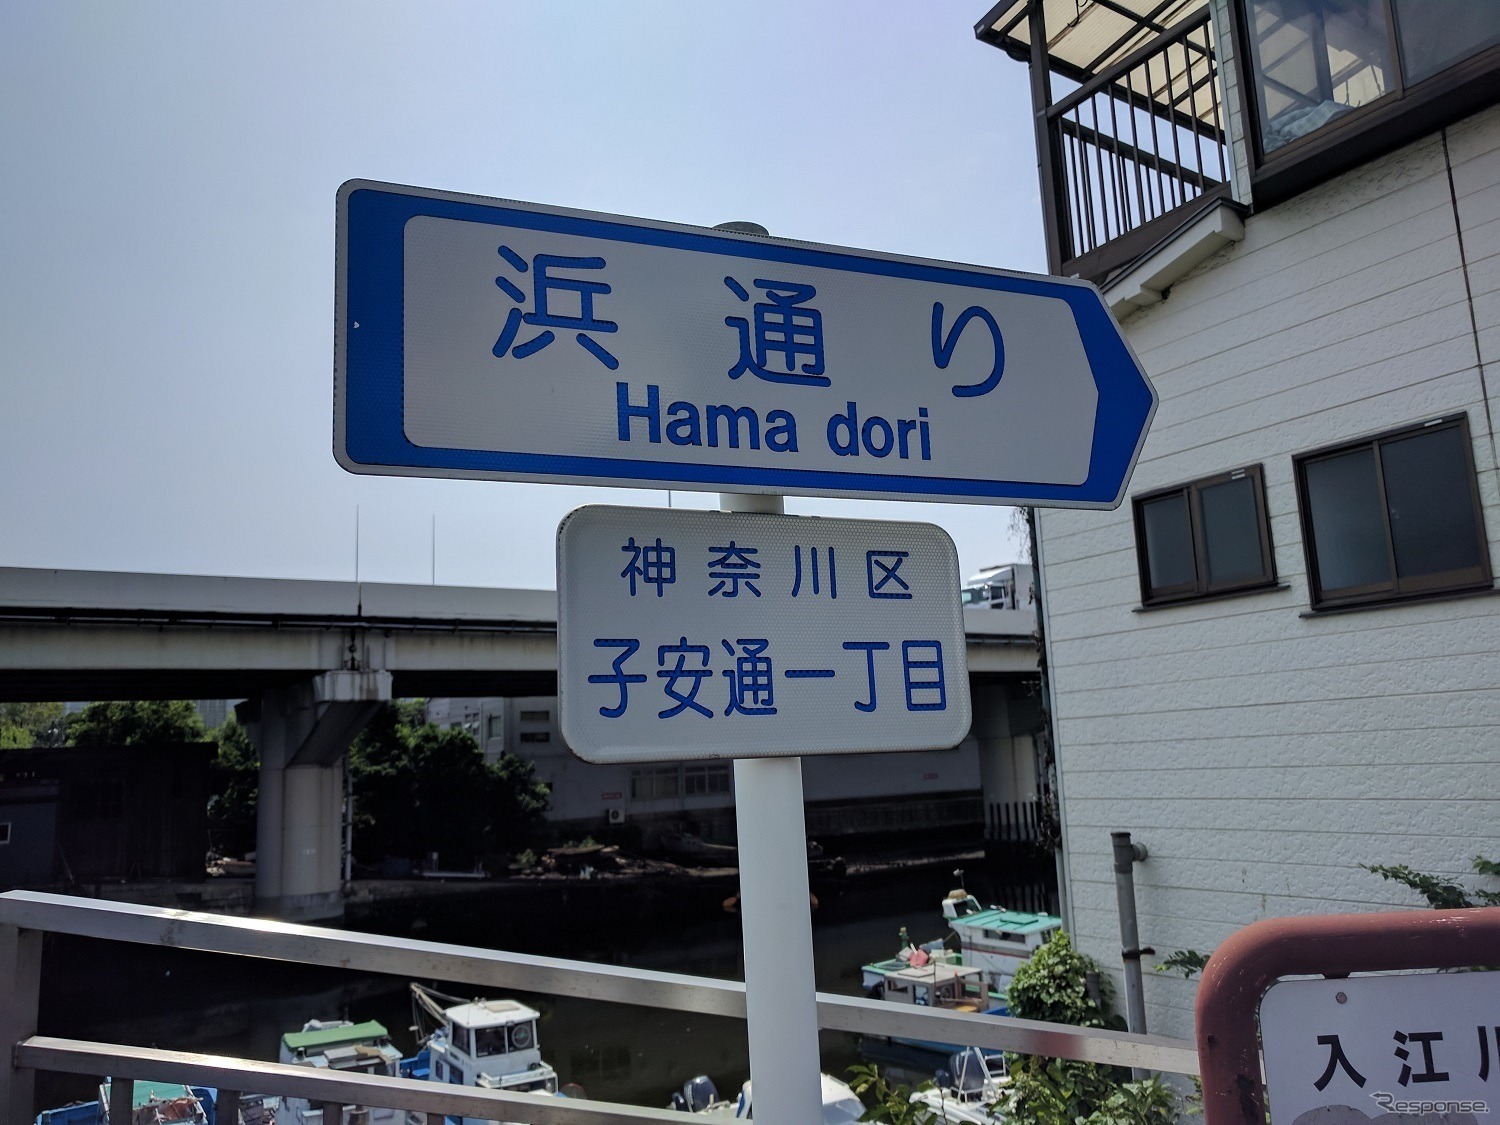 浜通り
Hama dori
神奈川区
子安通一丁目
入江川
Response.